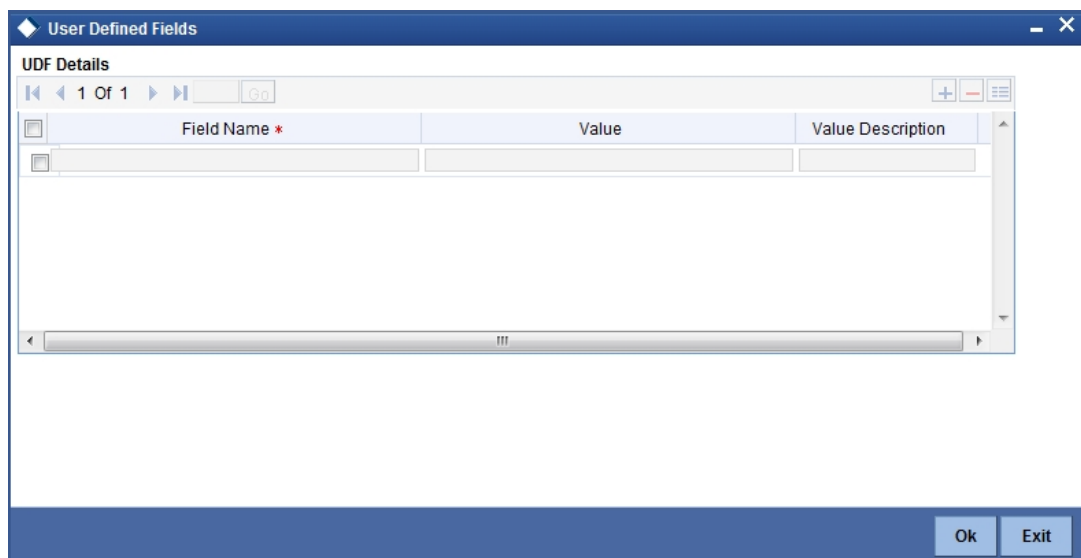 User Defined Fields
UDF Details
1 Of 1 Go
Field Name * Value Value Description
Ok Exit